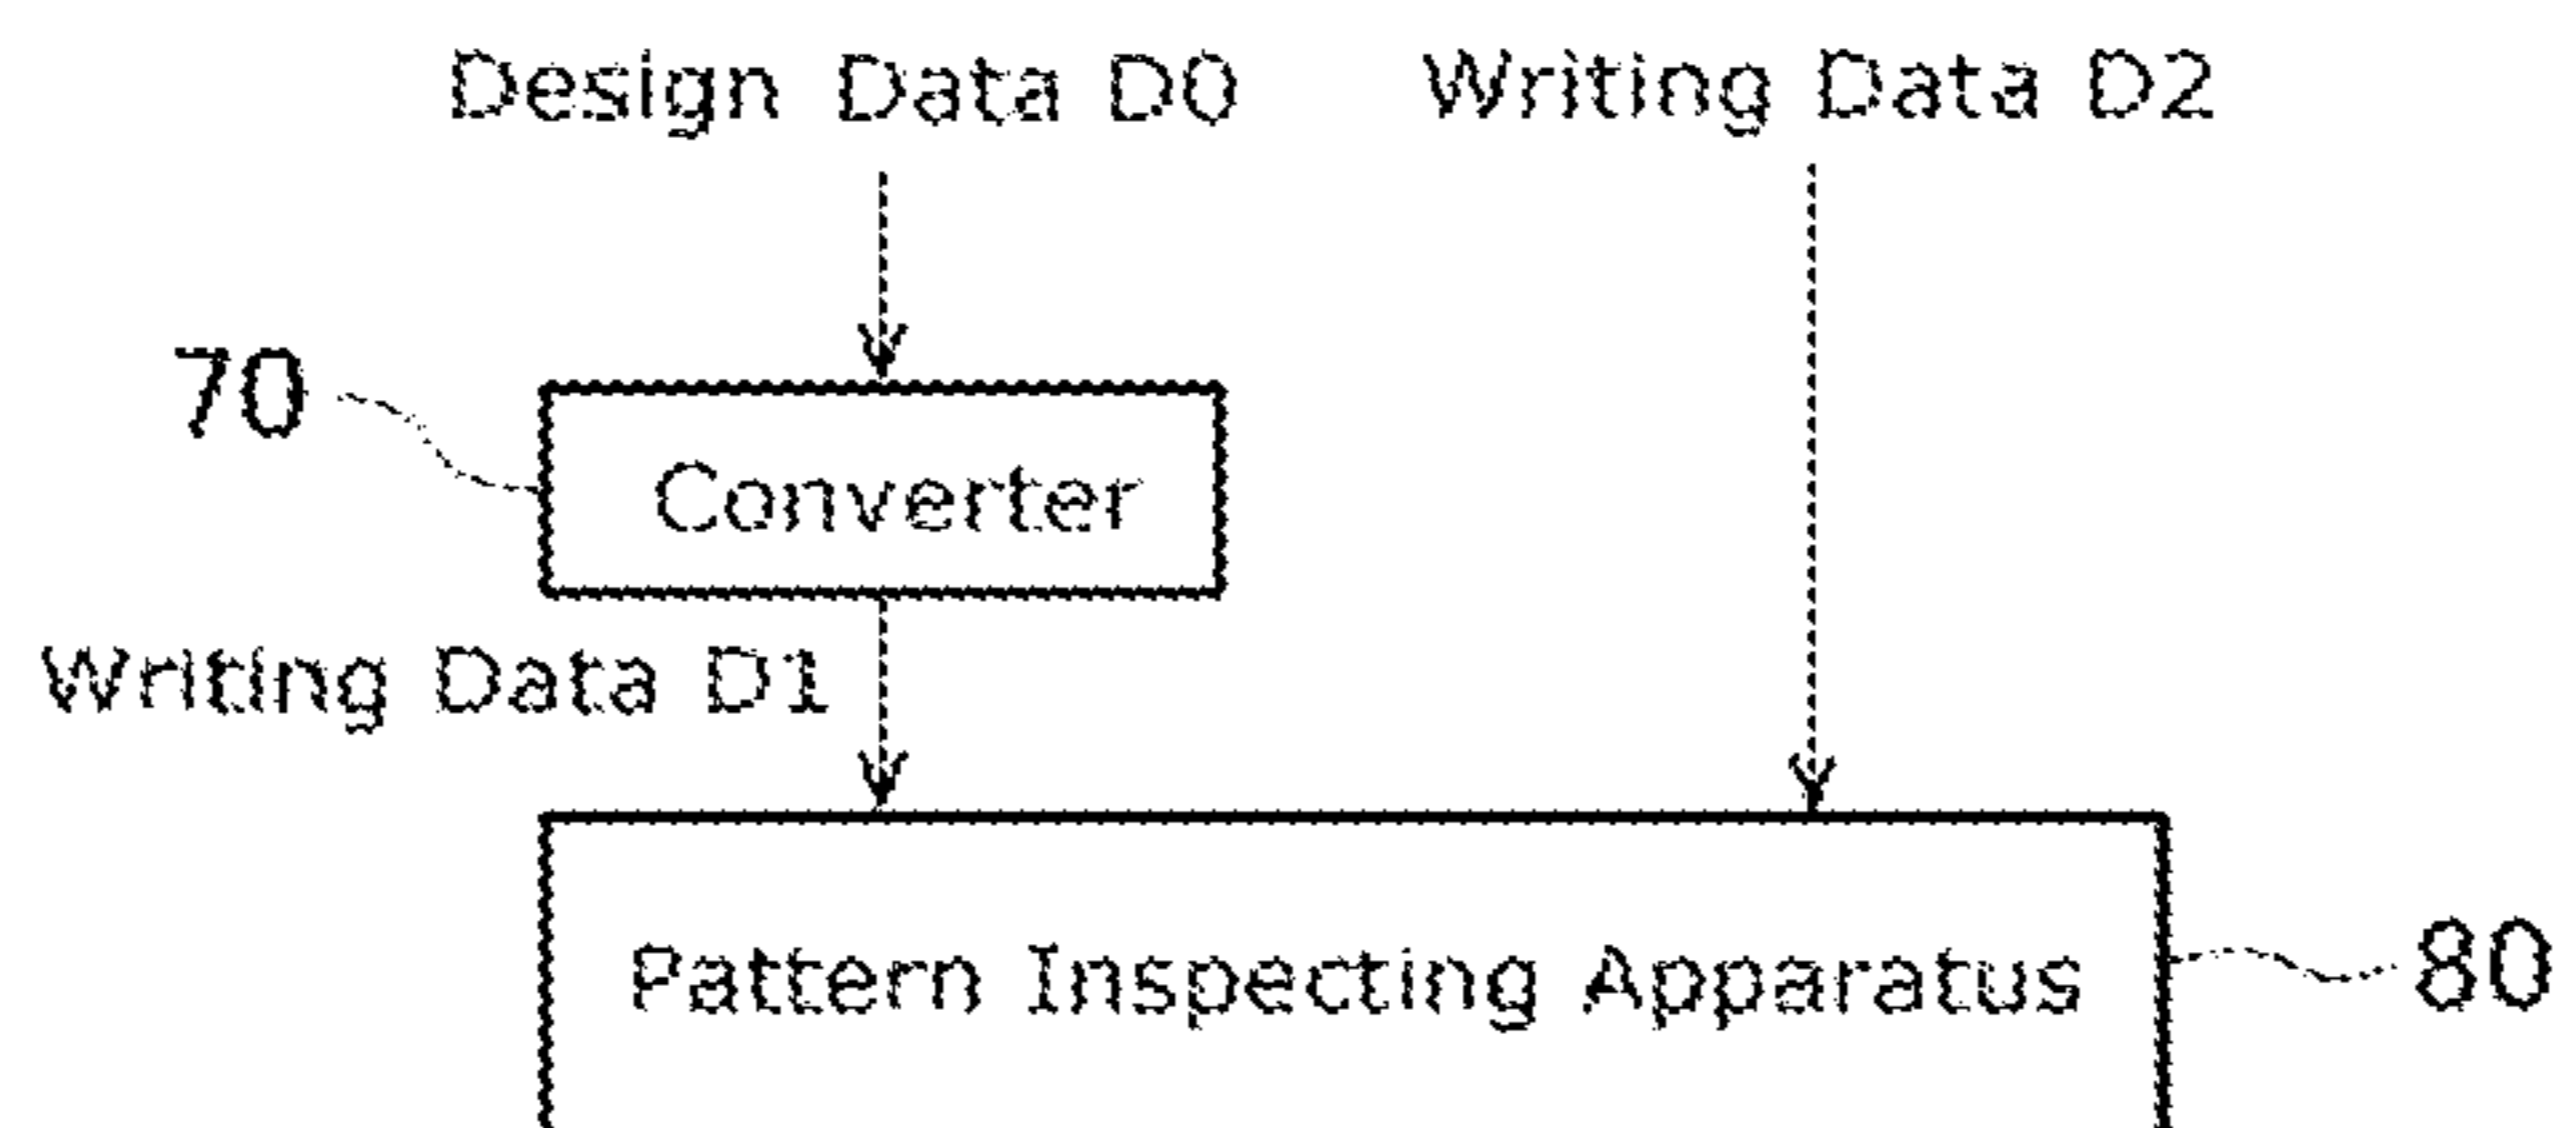 Design Data D0
Writing Data D2
70
Converter
Writing Data D1
Pattern Inspecting Apparatus
80